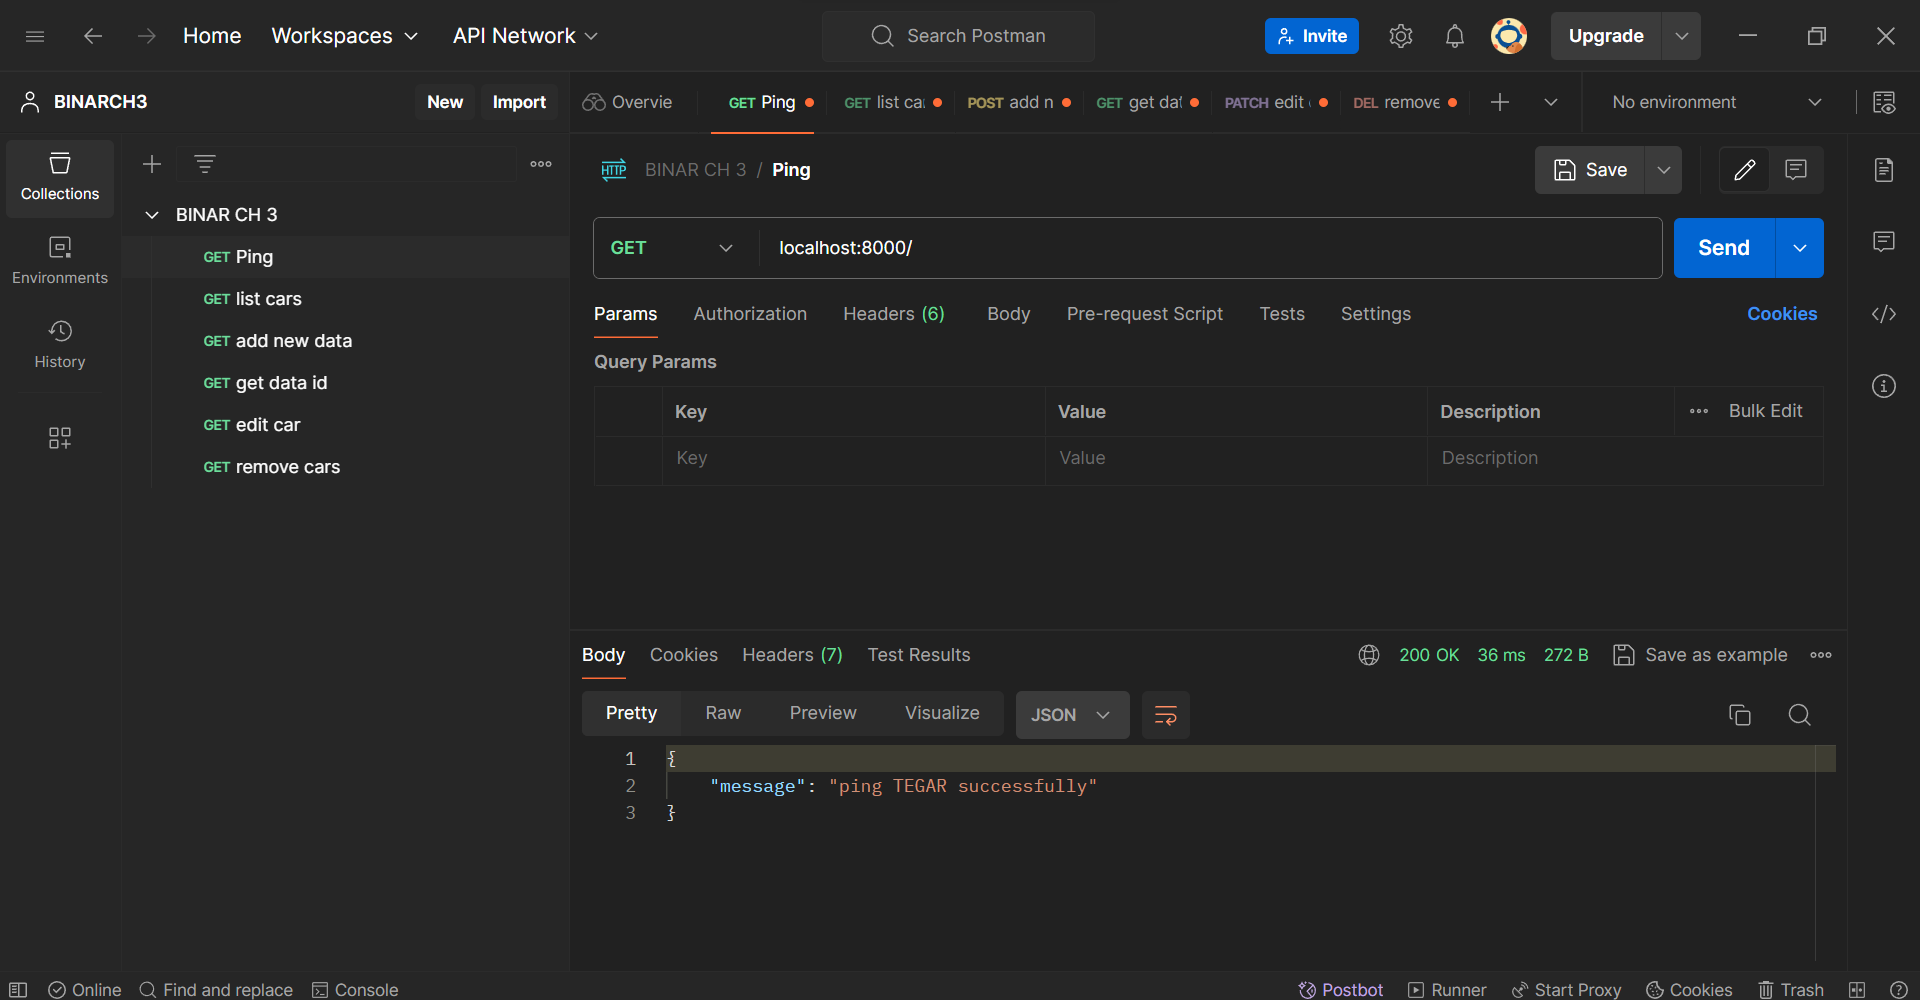 Home Workspaces API Network Search Postman Invite Upgrade
BINARCH3 New Import
Overvie GET Ping GET list ca POST add n GET get dat PATCH edit DEL remove No environment
Collections
Environments
History
BINAR CH 3
GET Ping
GET list cars
GET add new data
GET get data id
GET edit car
GET remove cars
HTTP BINAR CH 3 / Ping Save
GET localhost:8000/ Send
Params Authorization Headers (6) Body Pre-request Script Tests Settings Cookies
Query Params
Key Value Description Bulk Edit
Key Value Description
Body Cookies Headers (7) Test Results 200 OK 36 ms 272 B Save as example
Pretty Raw Preview Visualize JSON
1 {
2 "message": "ping TEGAR successfully"
3 }
Online Find and replace Console Postbot Runner Start Proxy Cookies Trash